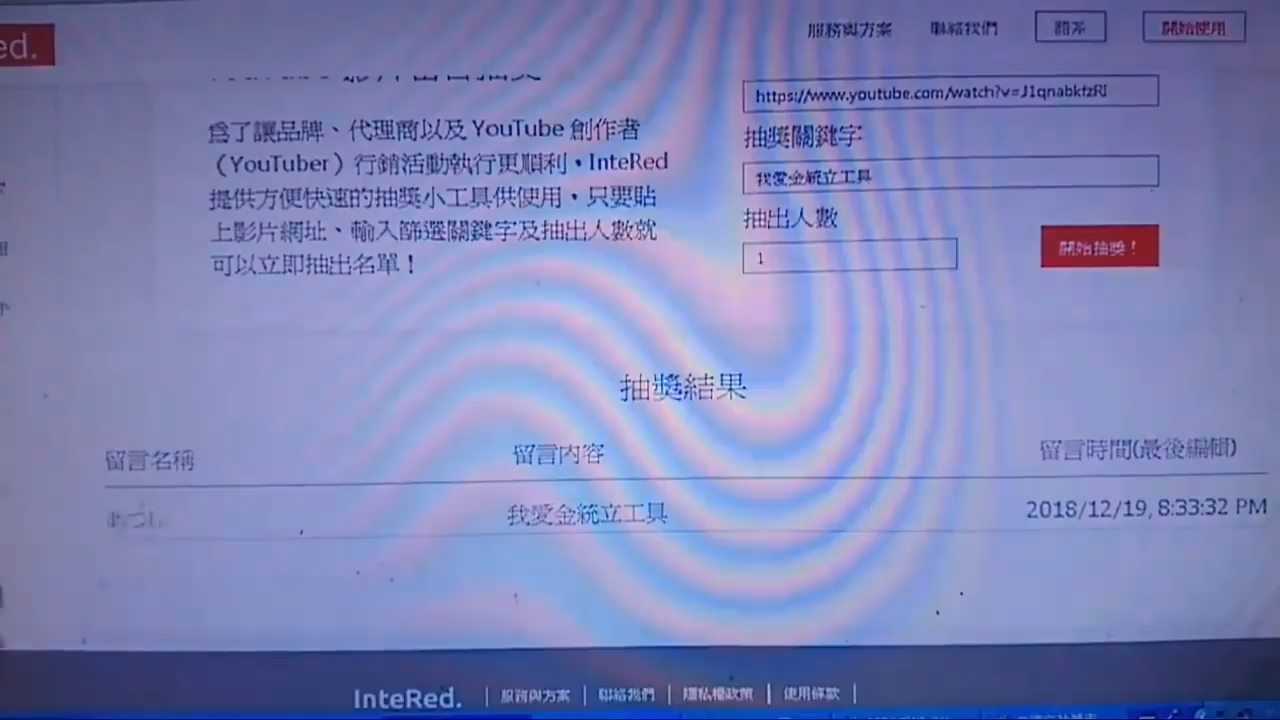 ed.
服務與方案 聯絡我們 開始使用
https://www.youtube.com/watch?v=J1qnabkfzRI
為了讓品牌、代理商以及 YouTube 創作者
（YouTuber）行銷活動執行更順利，InteRed
提供方便快速的抽獎小工具供使用，只要貼
上影片網址、輸入篩選關鍵字及抽出人數就
可以立即抽出名單！
抽獎關鍵字
我愛金統立工具
抽出人數
1
開始抽獎！
抽獎結果
留言名稱 留言內容 留言時間(最後編輯)
我愛金統立工具 2018/12/19, 8:33:32 PM
InteRed. | 服務與方案 | 聯絡我們 | 隱私權政策 | 使用條款 |